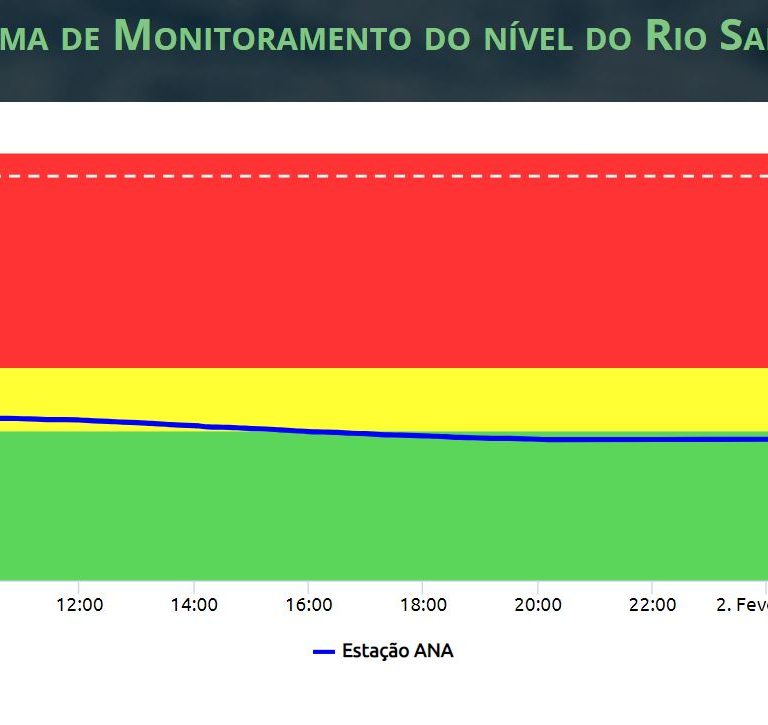 MA DE MONITORAMENTO DO NÍVEL DO RIO SA
12:00 14:00 16:00 18:00 20:00 22:00 2. Feve
Estação ANA